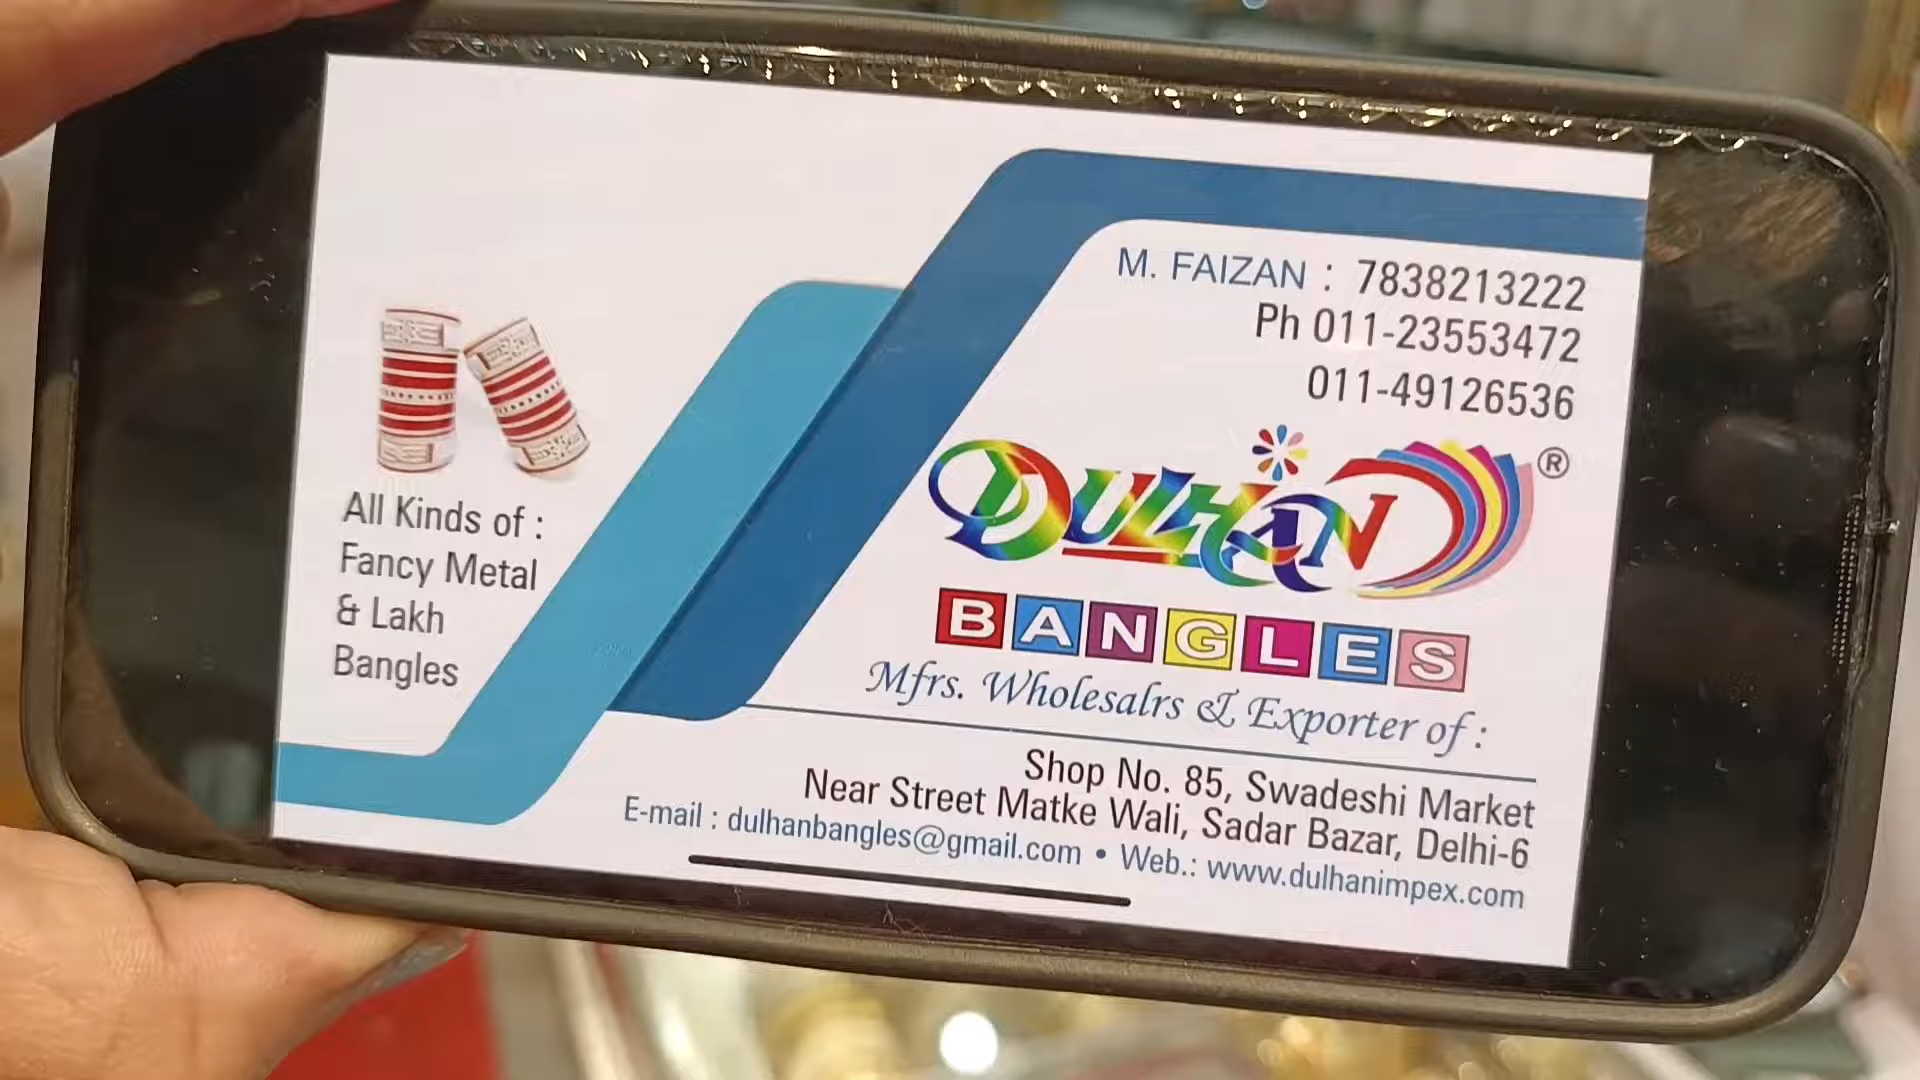 M. FAIZAN : 7838213222
Ph 011-23553472
011-49126536
DULHAN ®
BANGLES
Mfrs. Wholesalrs & Exporter of :
All Kinds of :
Fancy Metal
& Lakh
Bangles
Shop No. 85, Swadeshi Market
Near Street Matke Wali, Sadar Bazar, Delhi-6
E-mail : dulhanbangles@gmail.com • Web.: www.dulhanimpex.com